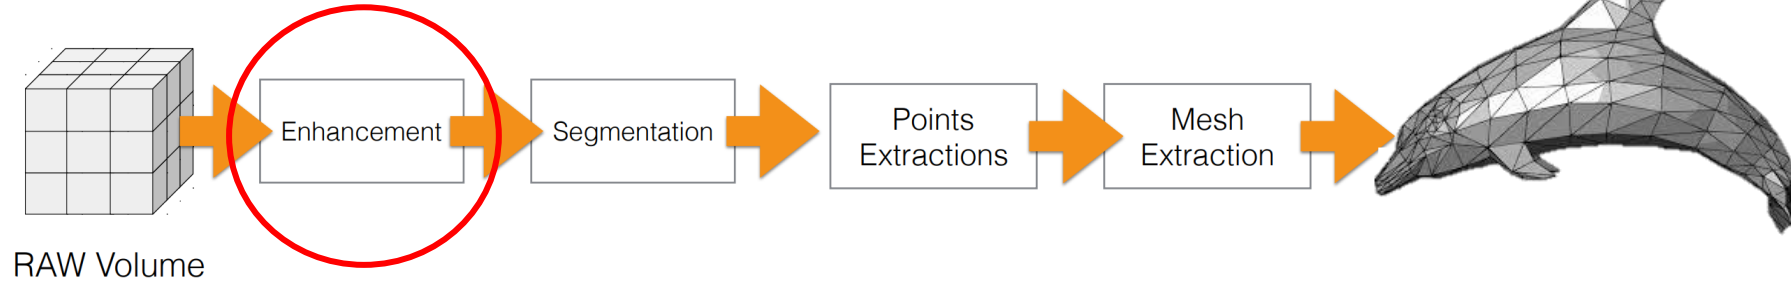 RAW Volume
Enhancement
Segmentation
Points
Extractions
Mesh
Extraction